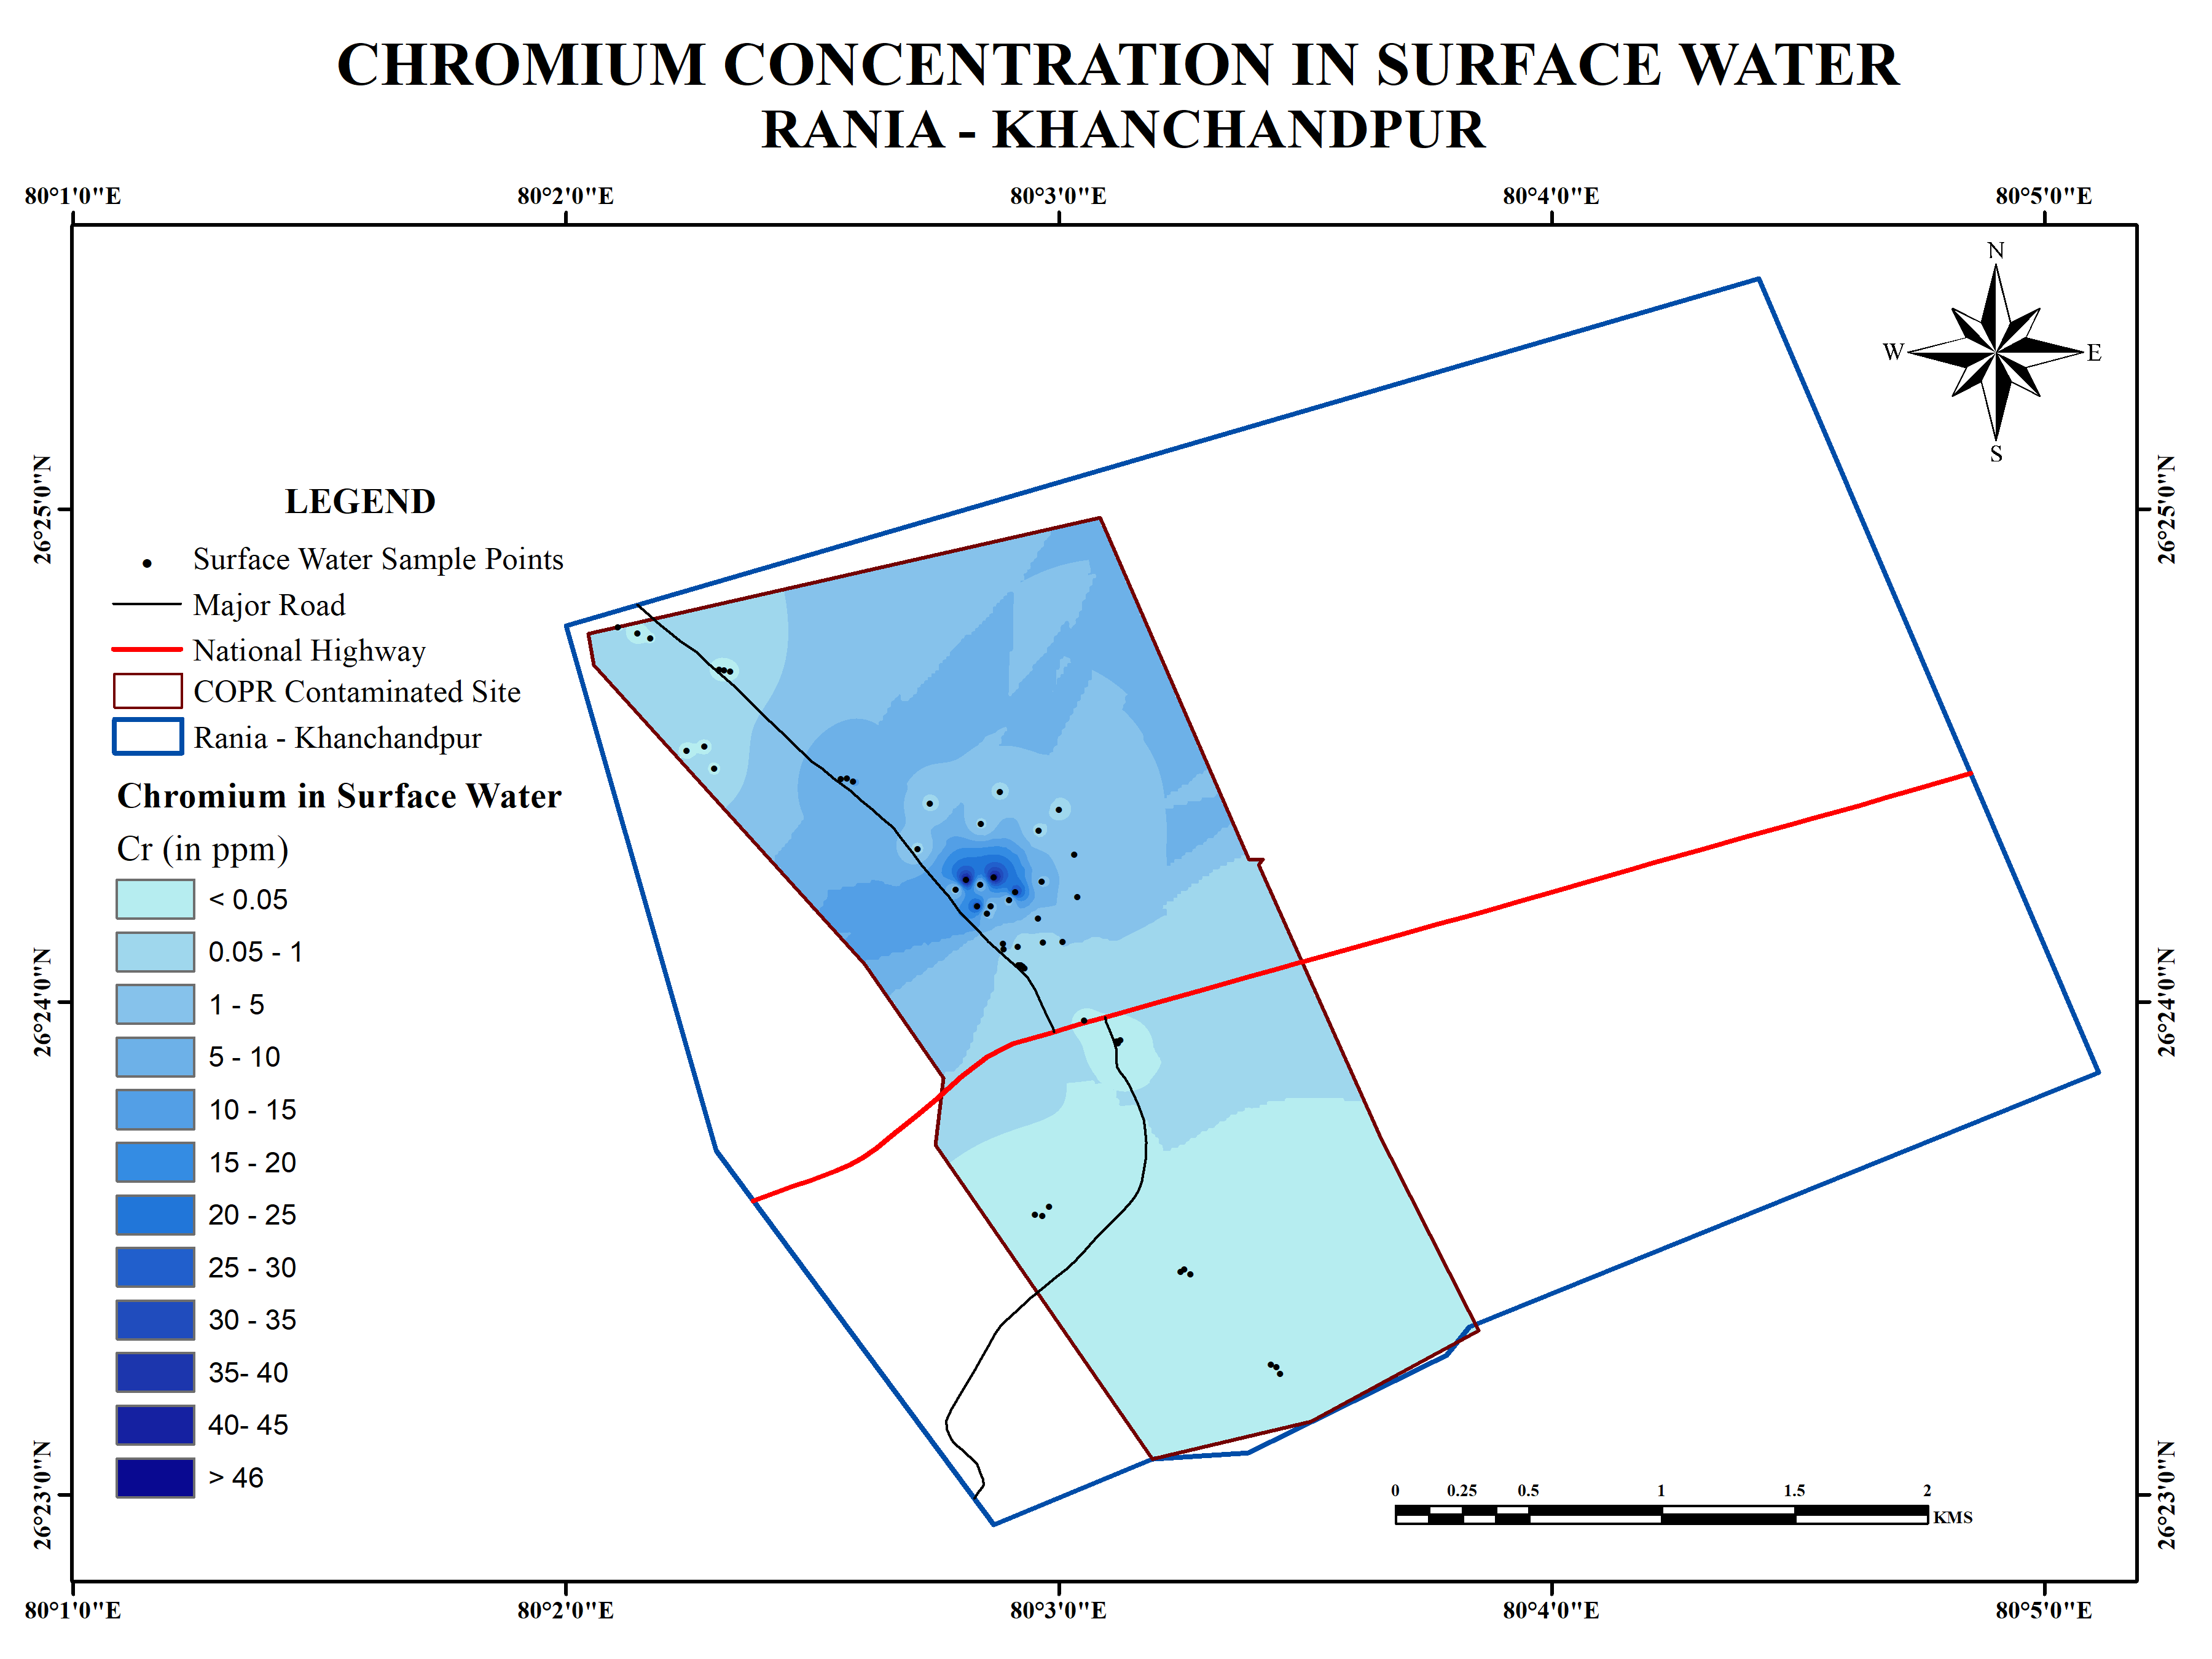 CHROMIUM CONCENTRATION IN SURFACE WATER
RANIA - KHANCHANDPUR
80°1'0"E
80°2'0"E
80°3'0"E
80°4'0"E
80°5'0"E
N
W
E
S
26°25'0"N
26°25'0"N
LEGEND
Surface Water Sample Points
Major Road
National Highway
COPR Contaminated Site
Rania - Khanchandpur
Chromium in Surface Water
Cr (in ppm)
< 0.05
0.05 - 1
1 - 5
5 - 10
10 - 15
15 - 20
20 - 25
25 - 30
30 - 35
35- 40
40- 45
> 46
26°24'0"N
26°24'0"N
26°23'0"N
26°23'0"N
0 0.25 0.5 1 1.5 2
KMS
80°1'0"E
80°2'0"E
80°3'0"E
80°4'0"E
80°5'0"E